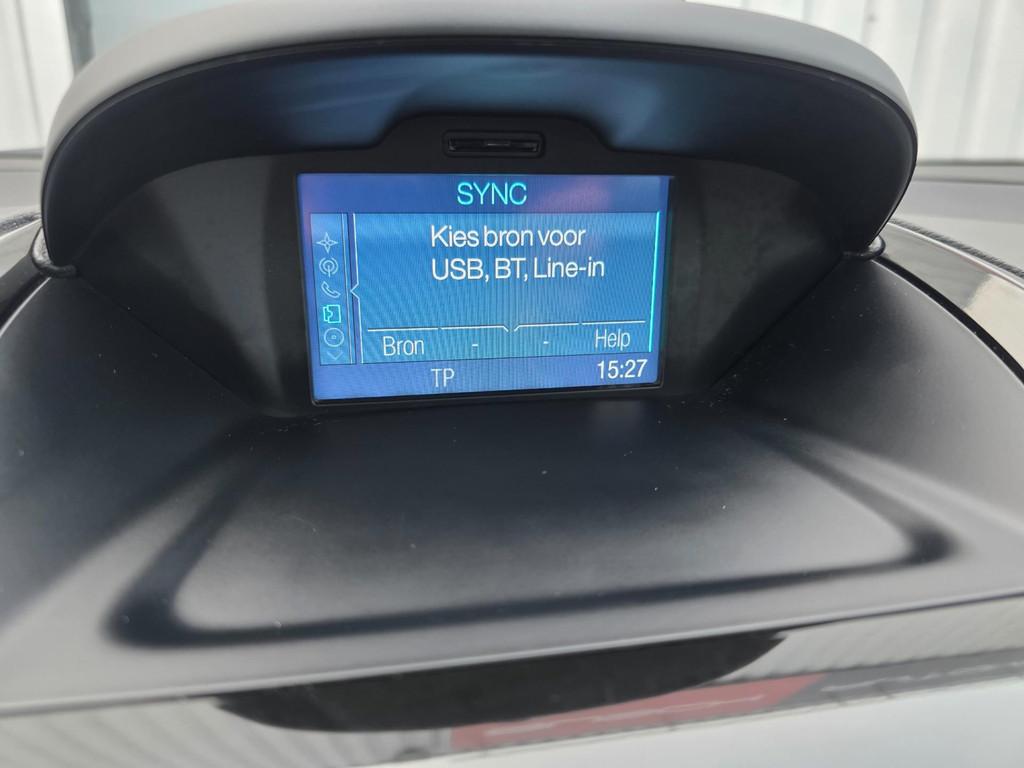 SYNC
Kies bron voor
USB, BT, Line-in
Bron - - Help
TP 15:27